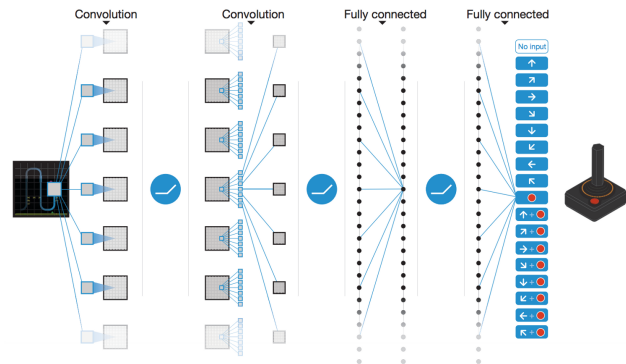 Convolution
Convolution
Fully connected
Fully connected
No input
+
+
+
+
+
+
+
+